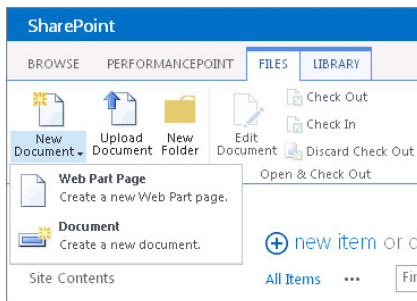 SharePoint
BROWSE PERFORMANCEPOINT FILES LIBRARY
New Document
Upload Document
New Folder
Edit Document
Check Out
Check In
Discard Check Out
Open & Check Out
Web Part Page
Create a new Web Part page.
Document
Create a new document.
new item or
Site Contents
All Items ...